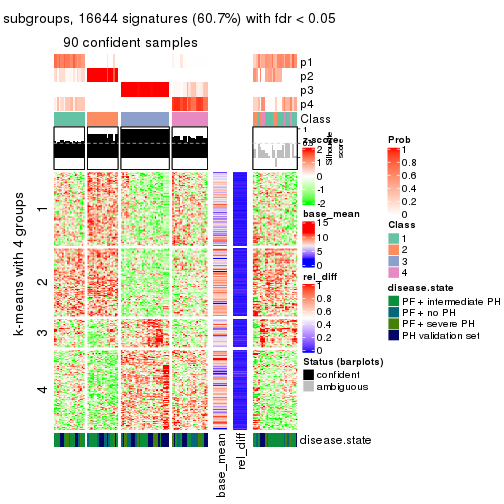 subgroups, 16644 signatures (60.7%) with fdr < 0.05
90 confident samples
p1
p2
p3
p4
Class
1
0.5
0
Silhouette
score
k-means with 4 groups
1
2
3
4
base_mean
rel_diff
disease.state
z-score
2
1
0
-1
-2
base_mean
15
10
5
0
rel_diff
1
0.8
0.6
0.4
0.2
0
Status (barplots)
confident
ambiguous
Prob
1
0.8
0.6
0.4
0.2
0
Class
1
2
3
4
disease.state
PF+ intermediate PH
PF+ no PH
PF+ severe PH
PH validation set